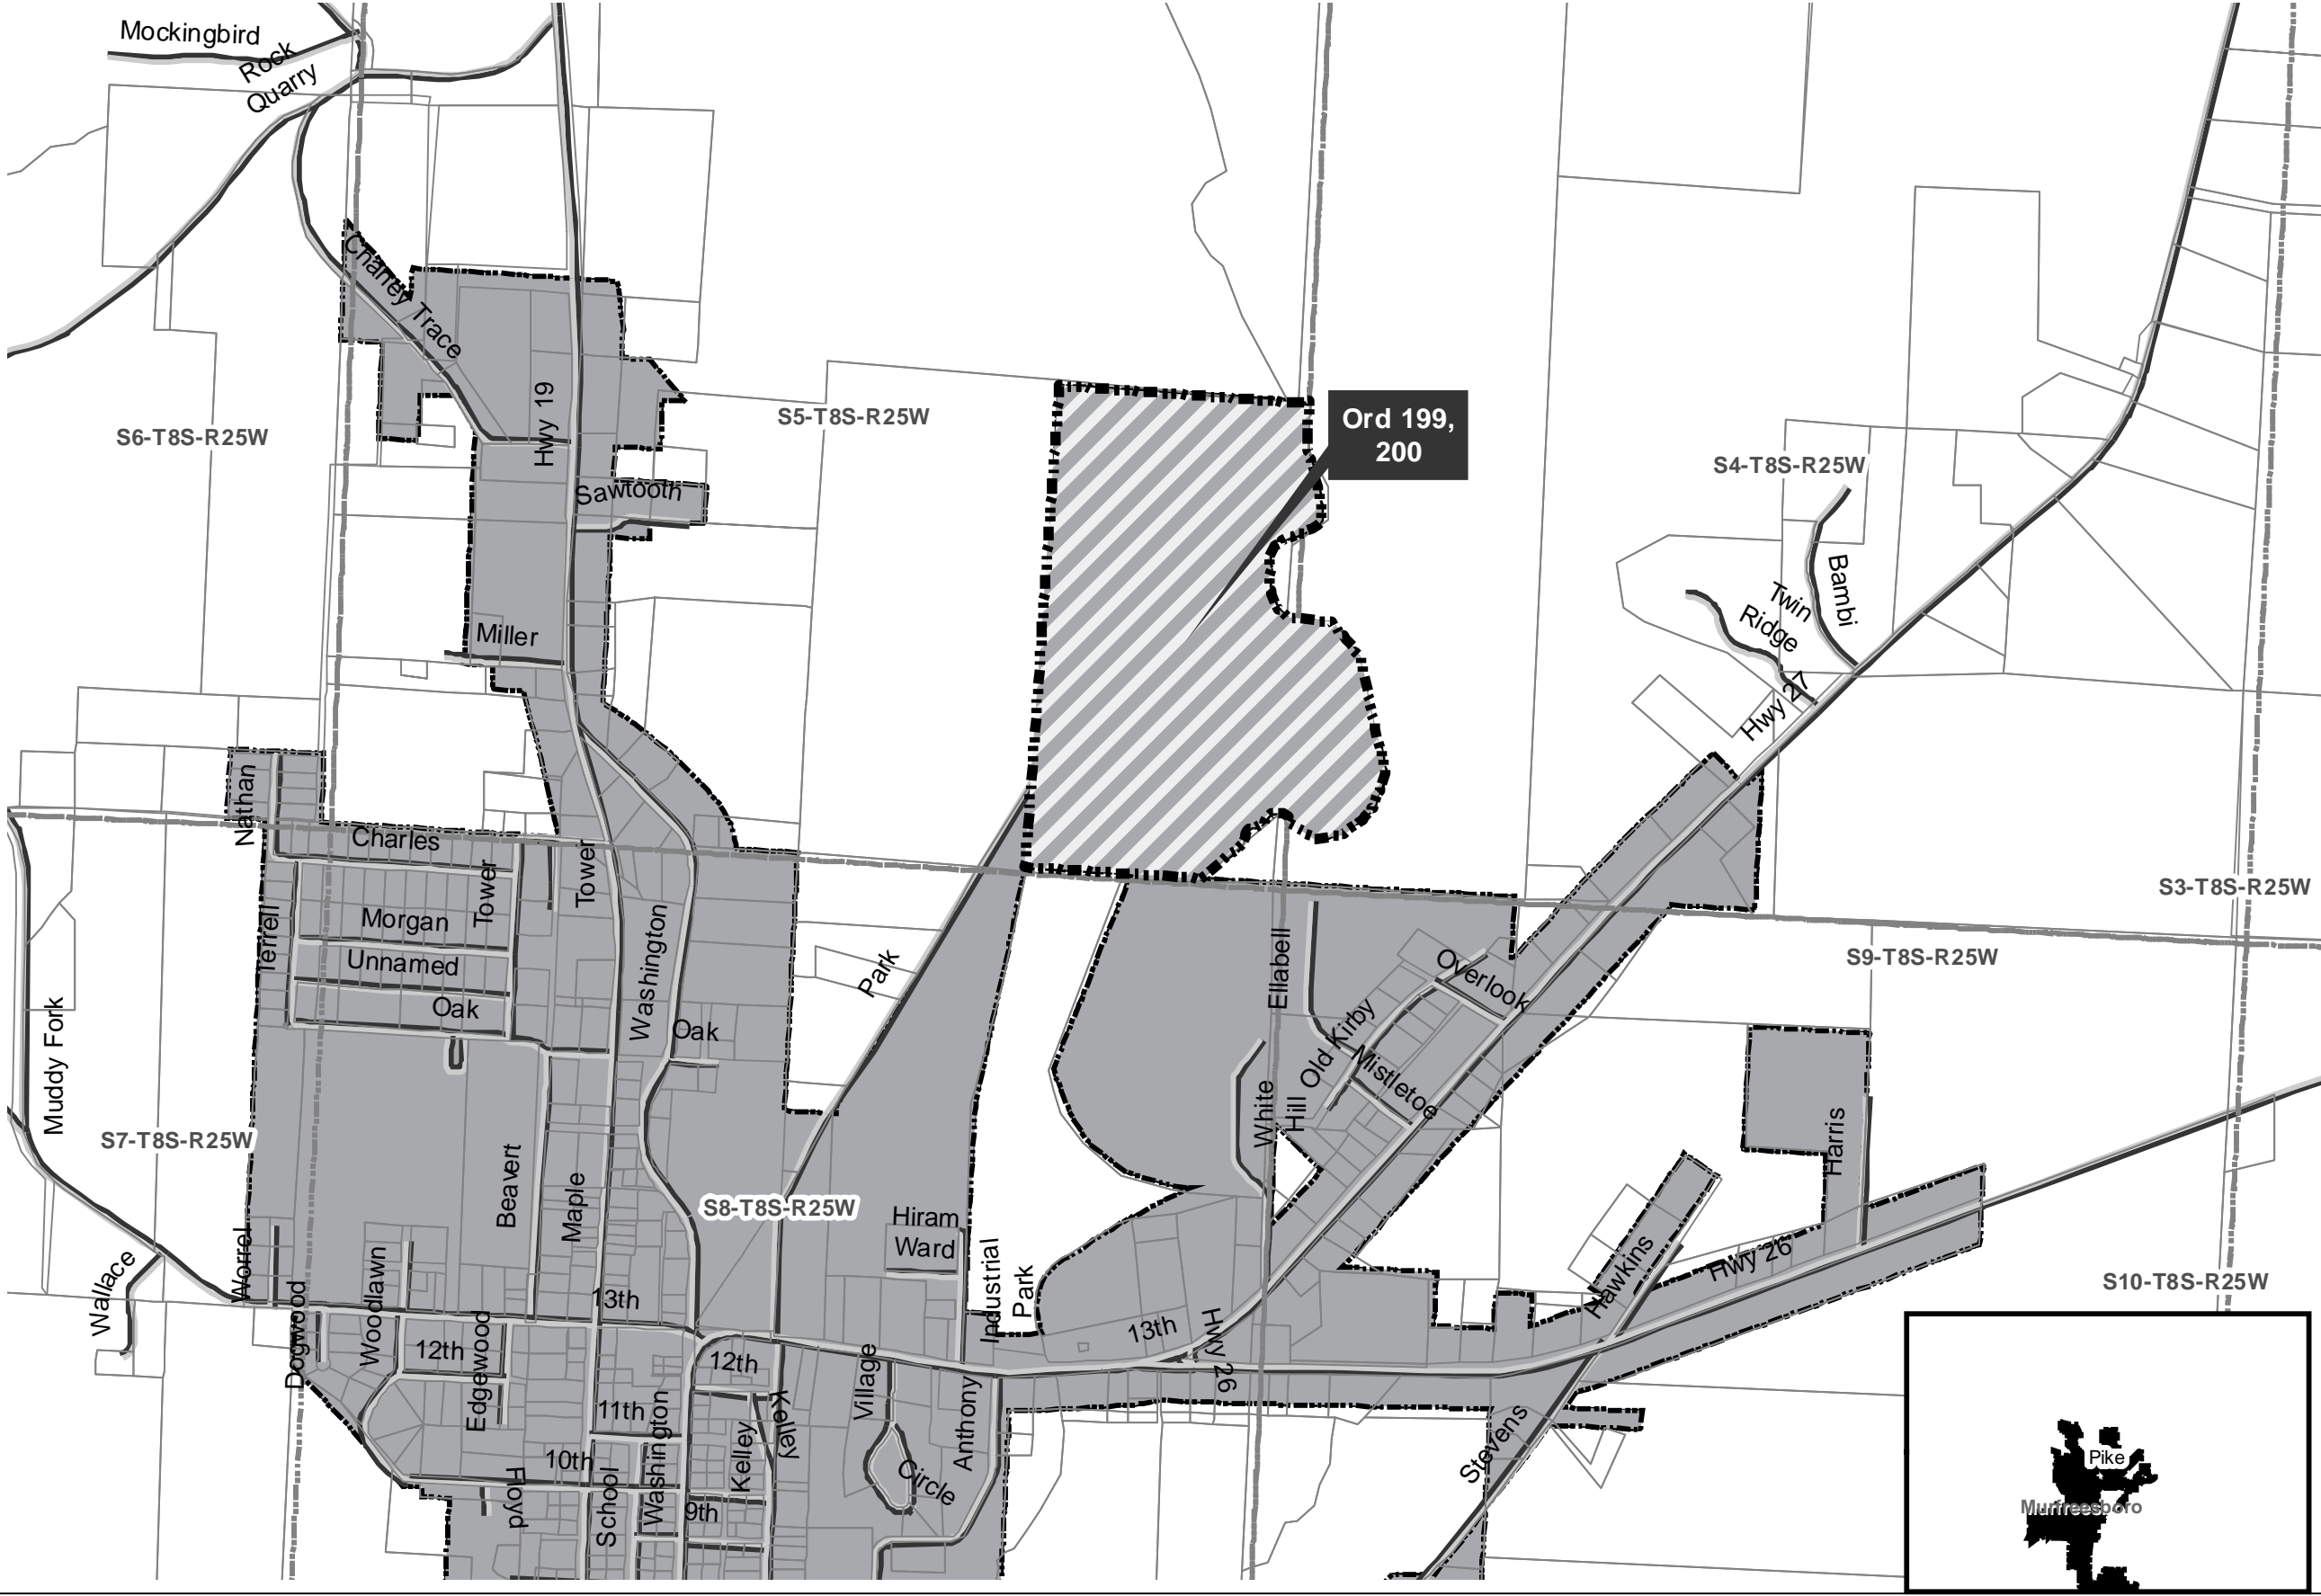 Mockingbird
Rock
Quarry
Chaney Trace
Hwy 19
S6-T8S-R25W
S5-T8S-R25W
Ord 199,
200
S4-T8S-R25W
Sawtooth
Bambi
Twin
Ridge
Miller
Hwy 27
Nathan
Charles
Tower
Tower
S3-T8S-R25W
Morgan
Terrell
Washington
Unnamed
Park
Ellabell
Overlook
S9-T8S-R25W
Oak
Oak
Muddy Fork
Old Kirby
Mistletoe
White
Hill
S7-T8S-R25W
Harris
Beavert
Maple
S8-T8S-R25W
Hiram
Ward
Industrial
Park
Worrel
Wallace
Dogwood
Woodlawn
13th
Hawkins
Hwy 26
S10-T8S-R25W
13th
Hwy 26
12th
Edgewood
12th
Village
Kelley
Anthony
11th
Washington
Kelley
Stevens
10th
Circle
Floyd
School
9th
Pike
Murfreesboro